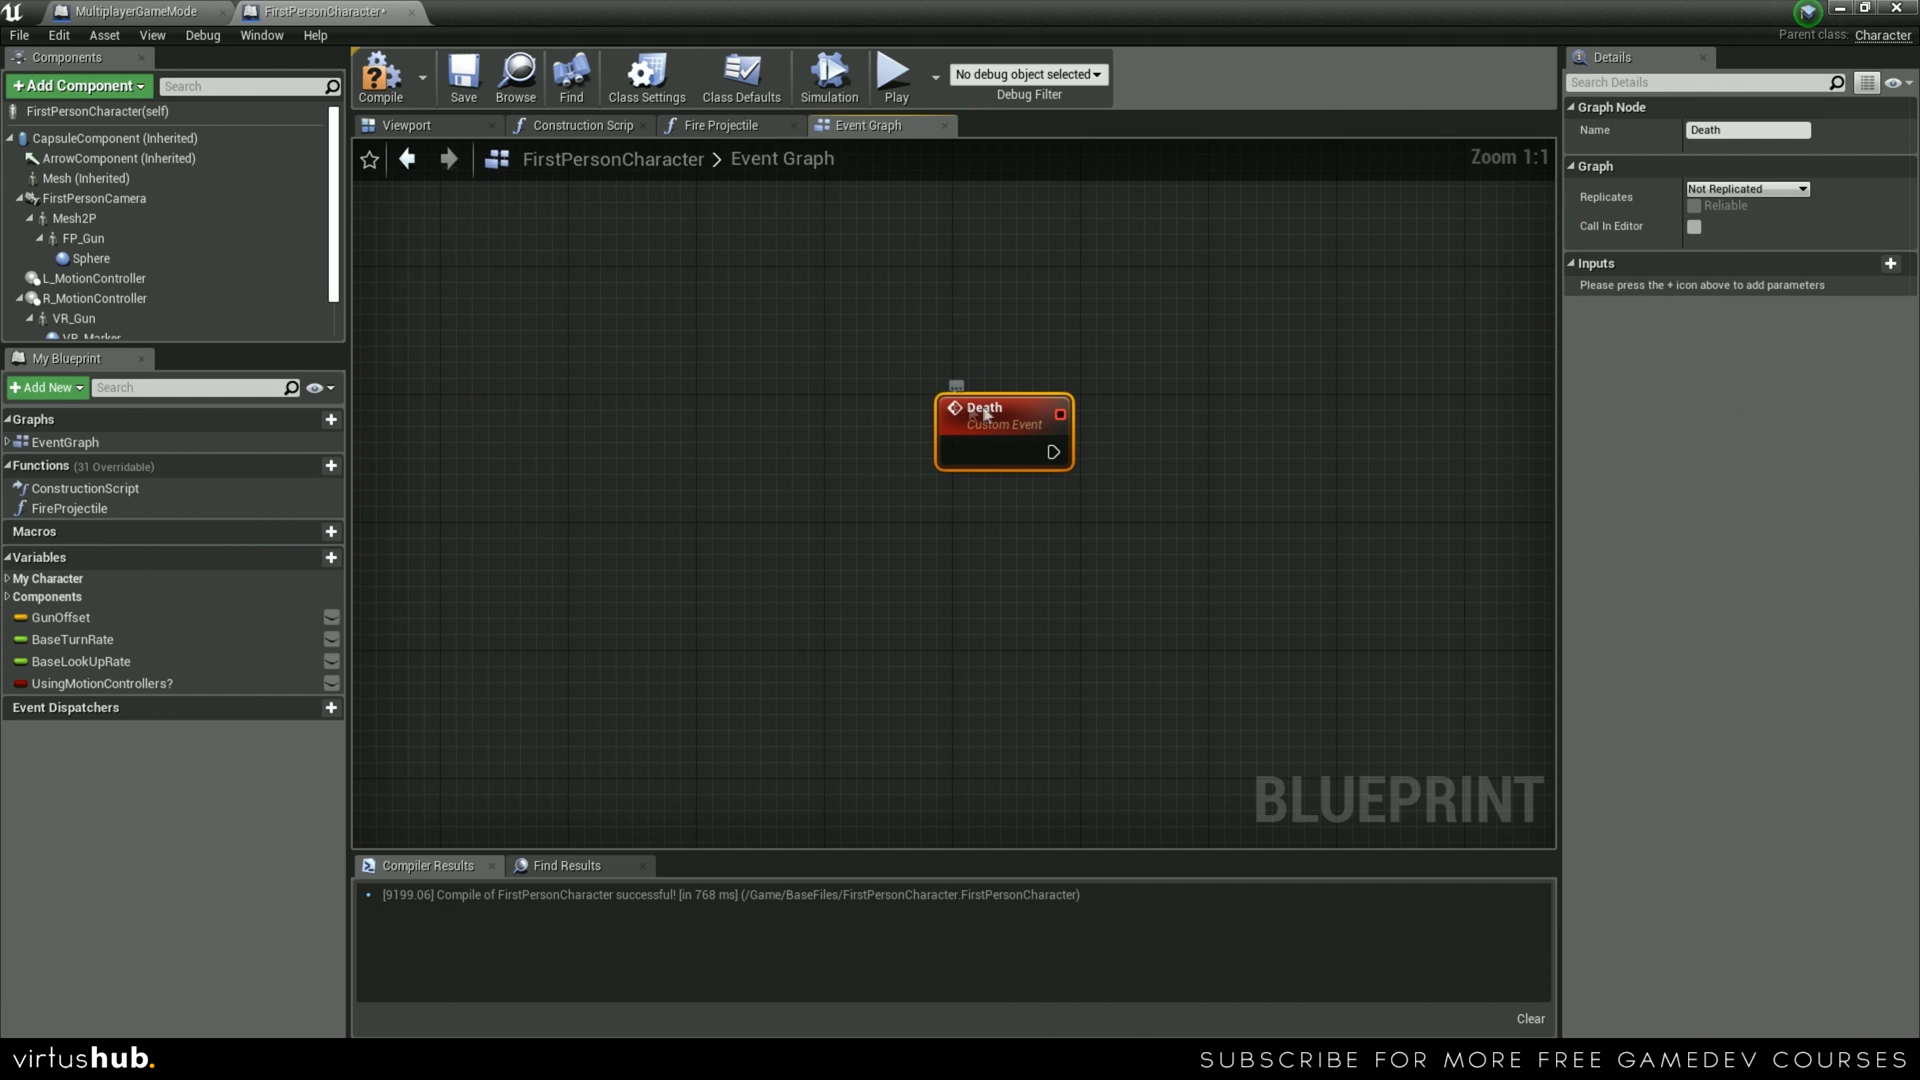 MultiplayerGameMode
FirstPersonCharacter*
File Edit Asset View Debug Window Help
Parent class: Character
Components
+Add Component
Search
FirstPersonCharacter(self)
CapsuleComponent (Inherited)
ArrowComponent (Inherited)
Mesh (Inherited)
FirstPersonCamera
Mesh2P
FP_Gun
Sphere
L_MotionController
R_MotionController
VR_Gun
VR_Marker
My Blueprint
+Add New
Search
Graphs
EventGraph
Functions (31 Overridable)
ConstructionScript
FireProjectile
Macros
Variables
My Character
Components
GunOffset
BaseTurnRate
BaseLookUpRate
UsingMotionControllers?
Event Dispatchers
Compile
Save
Browse
Find
Class Settings
Class Defaults
Simulation
Play
No debug object selected
Debug Filter
Viewport
Construction Scrip
Fire Projectile
Event Graph
FirstPersonCharacter > Event Graph
Zoom 1:1
Death
Custom Event
BLUEPRINT
Compiler Results
Find Results
[9199.06] Compile of FirstPersonCharacter successful! [in 768 ms] (/Game/BaseFiles/FirstPersonCharacter.FirstPersonCharacter)
Clear
Details
Search Details
Graph Node
Name Death
Graph
Replicates Not Replicated
Reliable
Call In Editor
Inputs
Please press the + icon above to add parameters
virtushub.
SUBSCRIBE FOR MORE FREE GAMEDEV COURSES